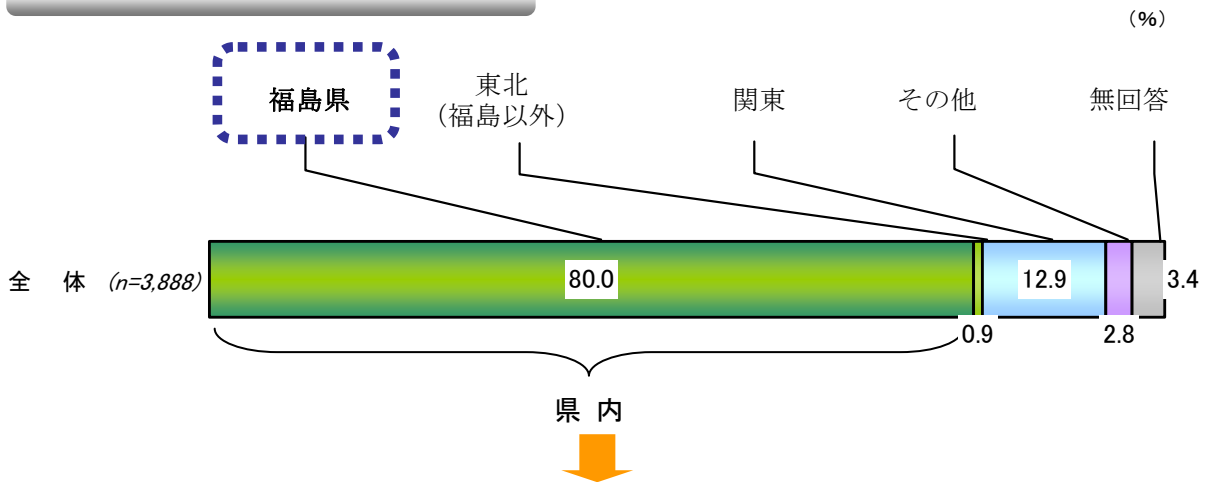 (%)
福島県
東北
(福島以外)
関東
その他
無回答
全 体 (n=3,888)
80.0
12.9
3.4
0.9
2.8
県 内